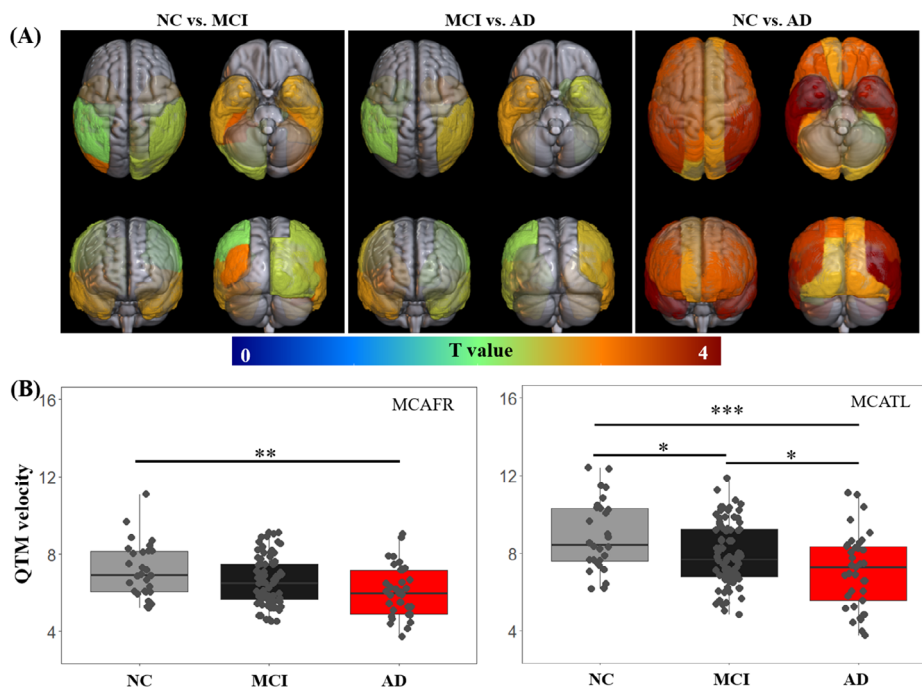 NC vs. MCI MCI vs. AD NC vs. AD
(A)
0 T value 4
(B)
16 MCAFR 16 MCATL
***
** * *
12 12
QTM velocity
8 8
4 4
NC MCI AD NC MCI AD